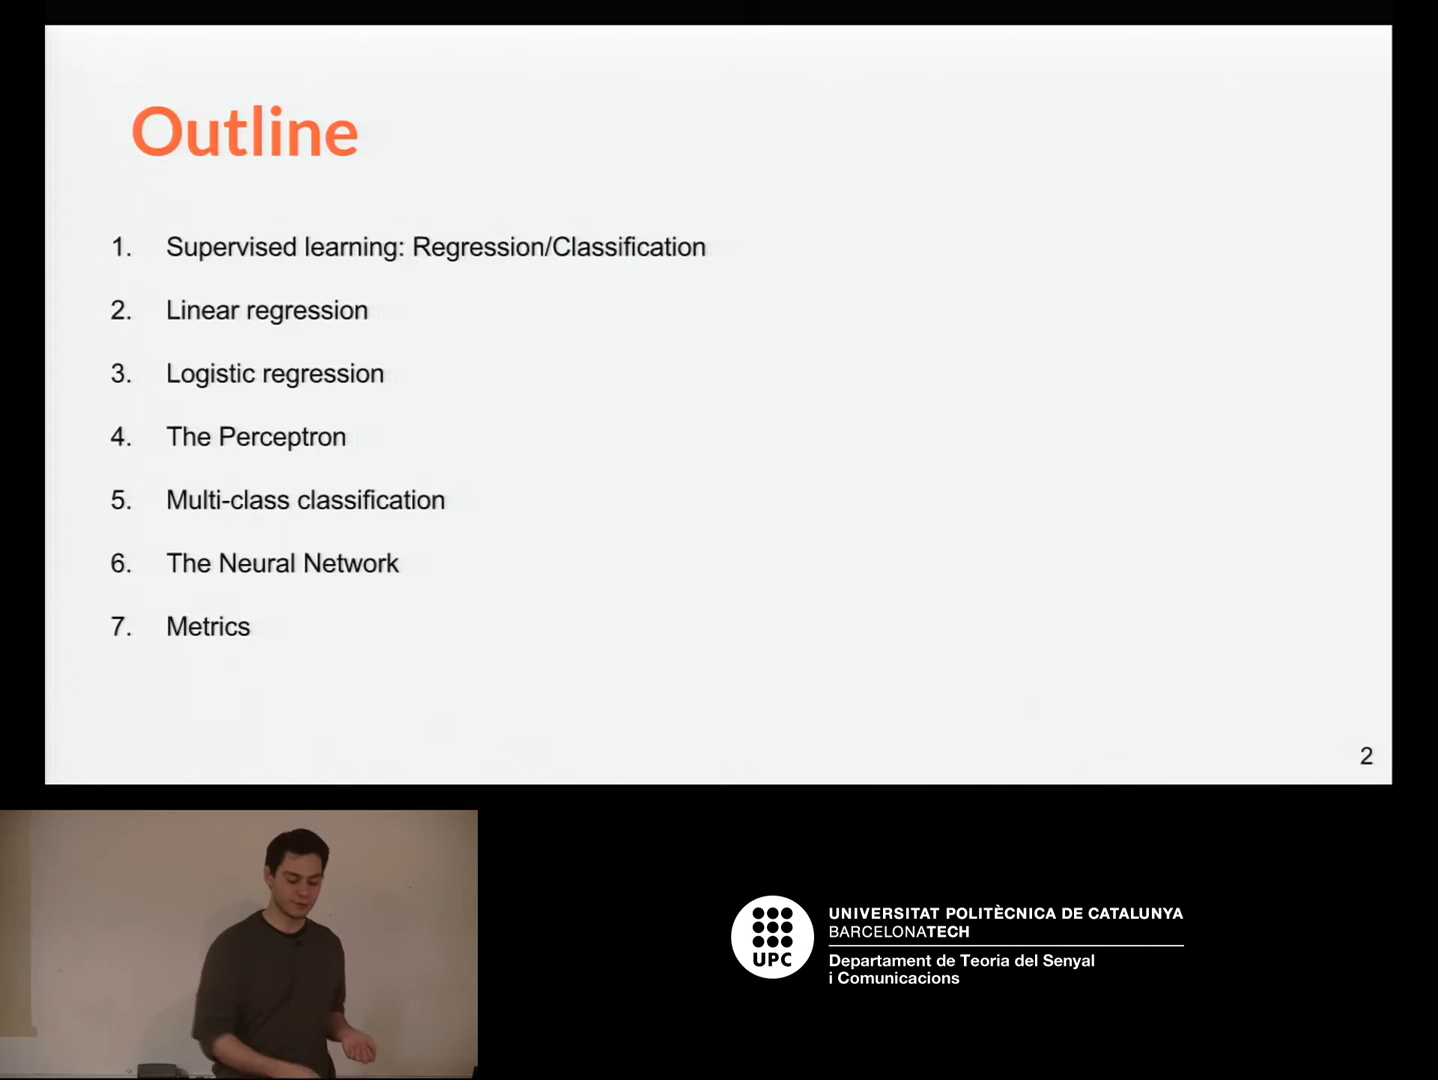 Outline
1. Supervised learning: Regression/Classification
2. Linear regression
3. Logistic regression
4. The Perceptron
5. Multi-class classification
6. The Neural Network
7. Metrics
2
UPC
UNIVERSITAT POLITÈCNICA DE CATALUNYA
BARCELONATECH
Departament de Teoria del Senyal
i Comunicacions